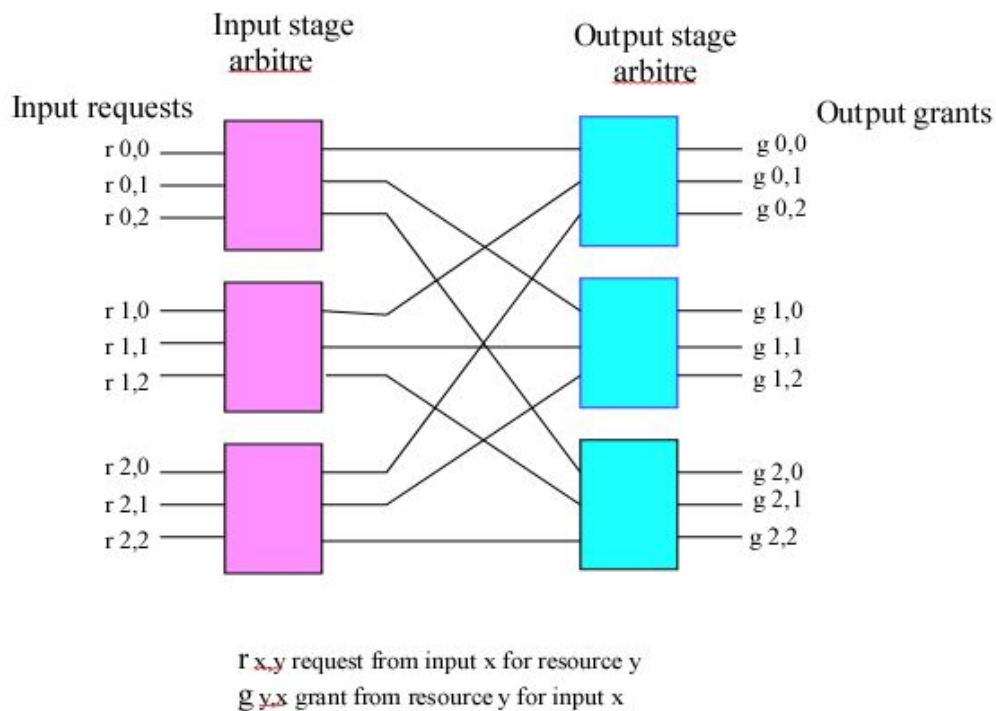 Input stage
arbitre
Output stage
arbitre
Input requests
Output grants
r 0,0
r 0,1
r 0,2
r 1,0
r 1,1
r 1,2
r 2,0
r 2,1
r 2,2
g 0,0
g 0,1
g 0,2
g 1,0
g 1,1
g 1,2
g 2,0
g 2,1
g 2,2
r x,y request from input x for resource y
g y,x grant from resource y for input x